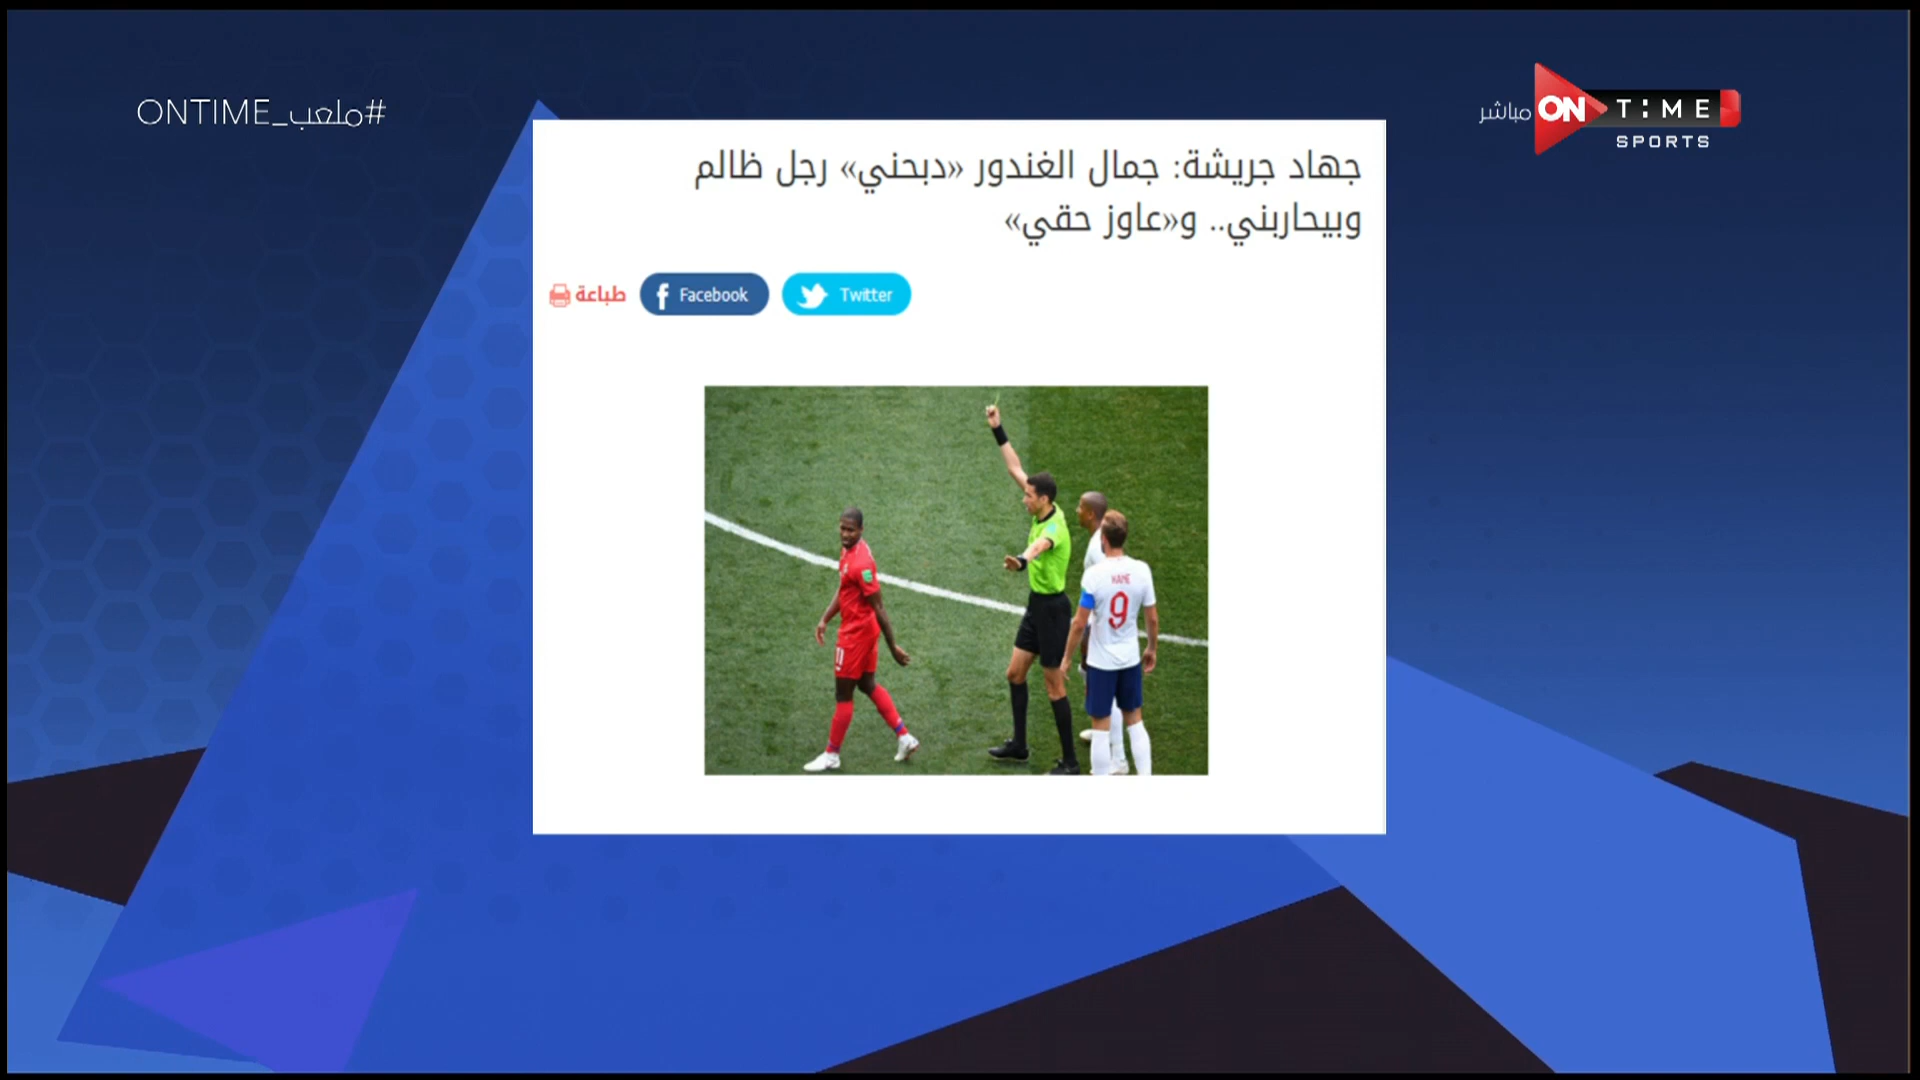 #ملعب_ONTIME
مباشر ON TIME
SPORTS
جهاد جريشة: جمال الغندور «دبحني» رجل ظالم
وبيحاربني.. و«عاوز حقي»
طباعة Facebook Twitter
KANE
9
11